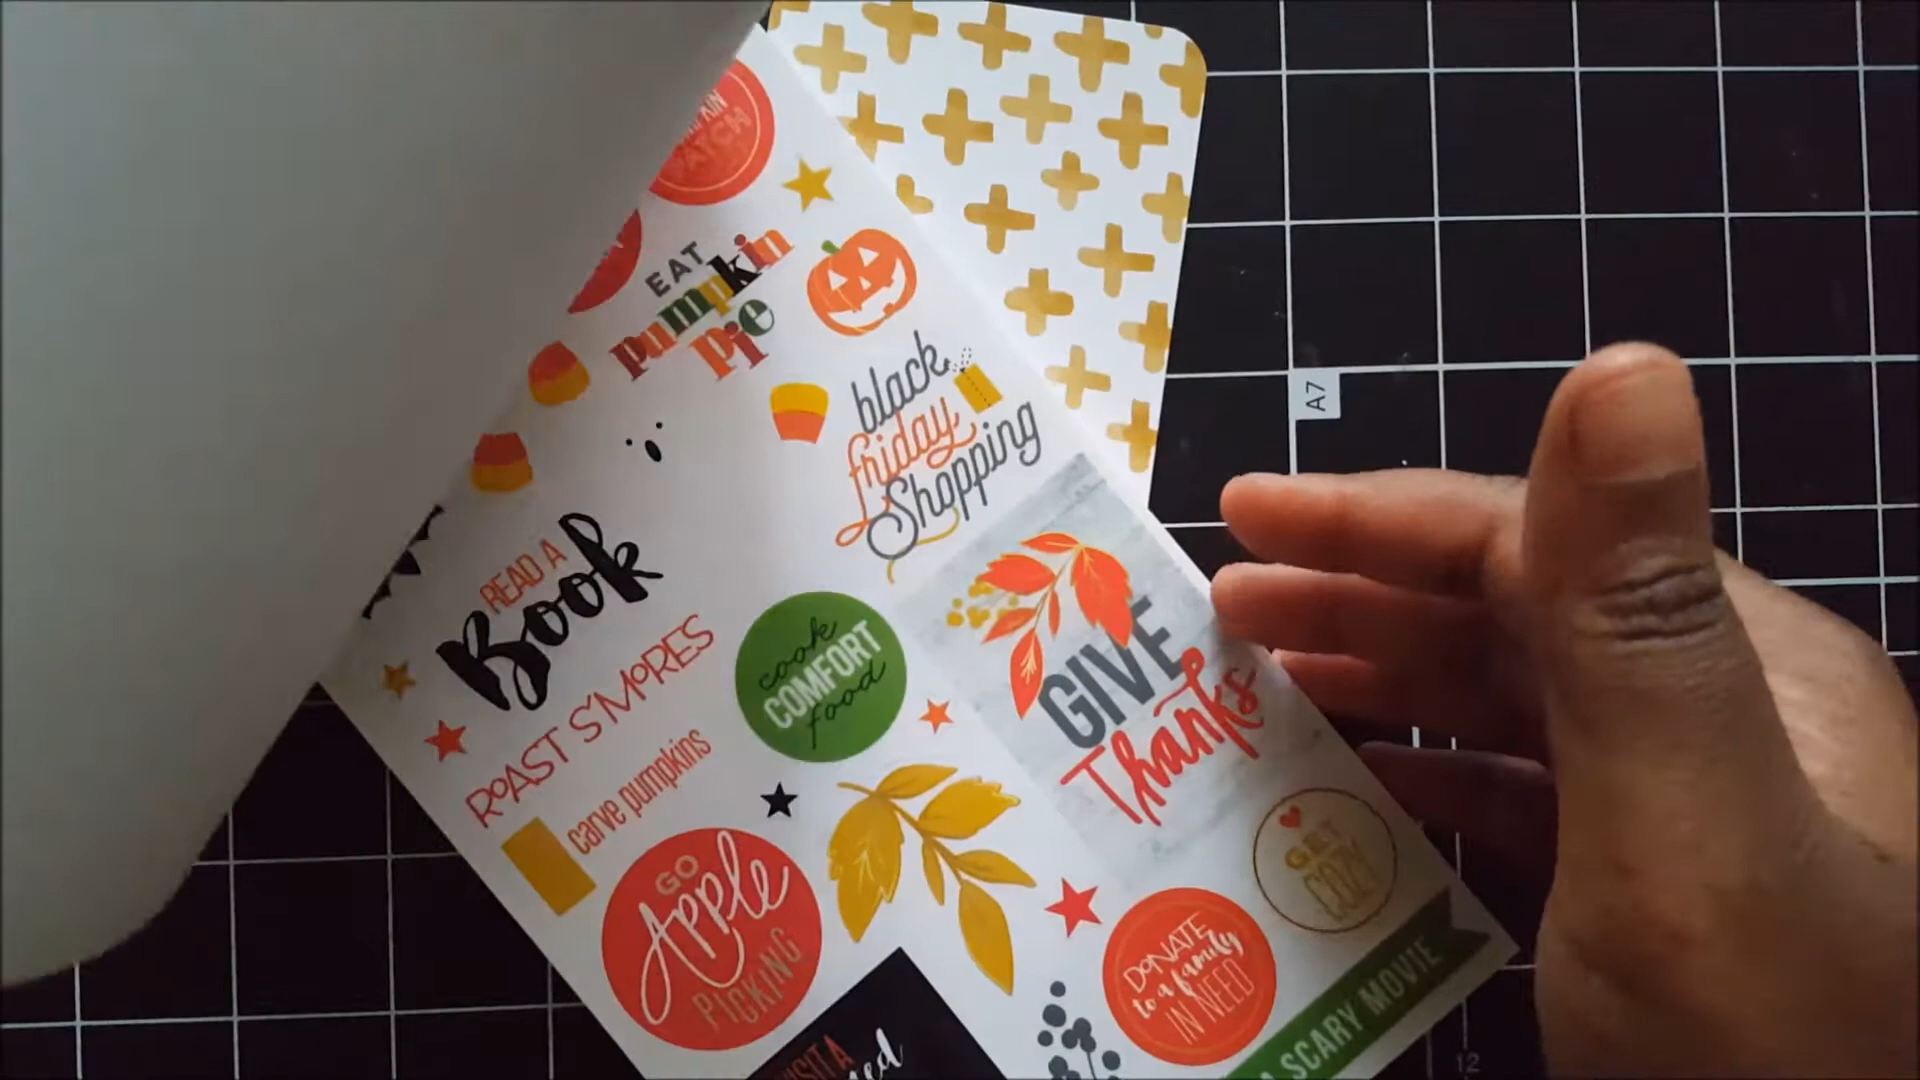 PATCH
EAT
pumpkin
Pie
black
friday
Shopping
A7
READ A
Book
ROAST S'MORES
cook
COMFORT
food
GIVE
Thanks
carve pumpkins
GO
Apple
PICKING
GET
COZY
DONATE
to a family
IN NEED
A SCARY MOVIE
12